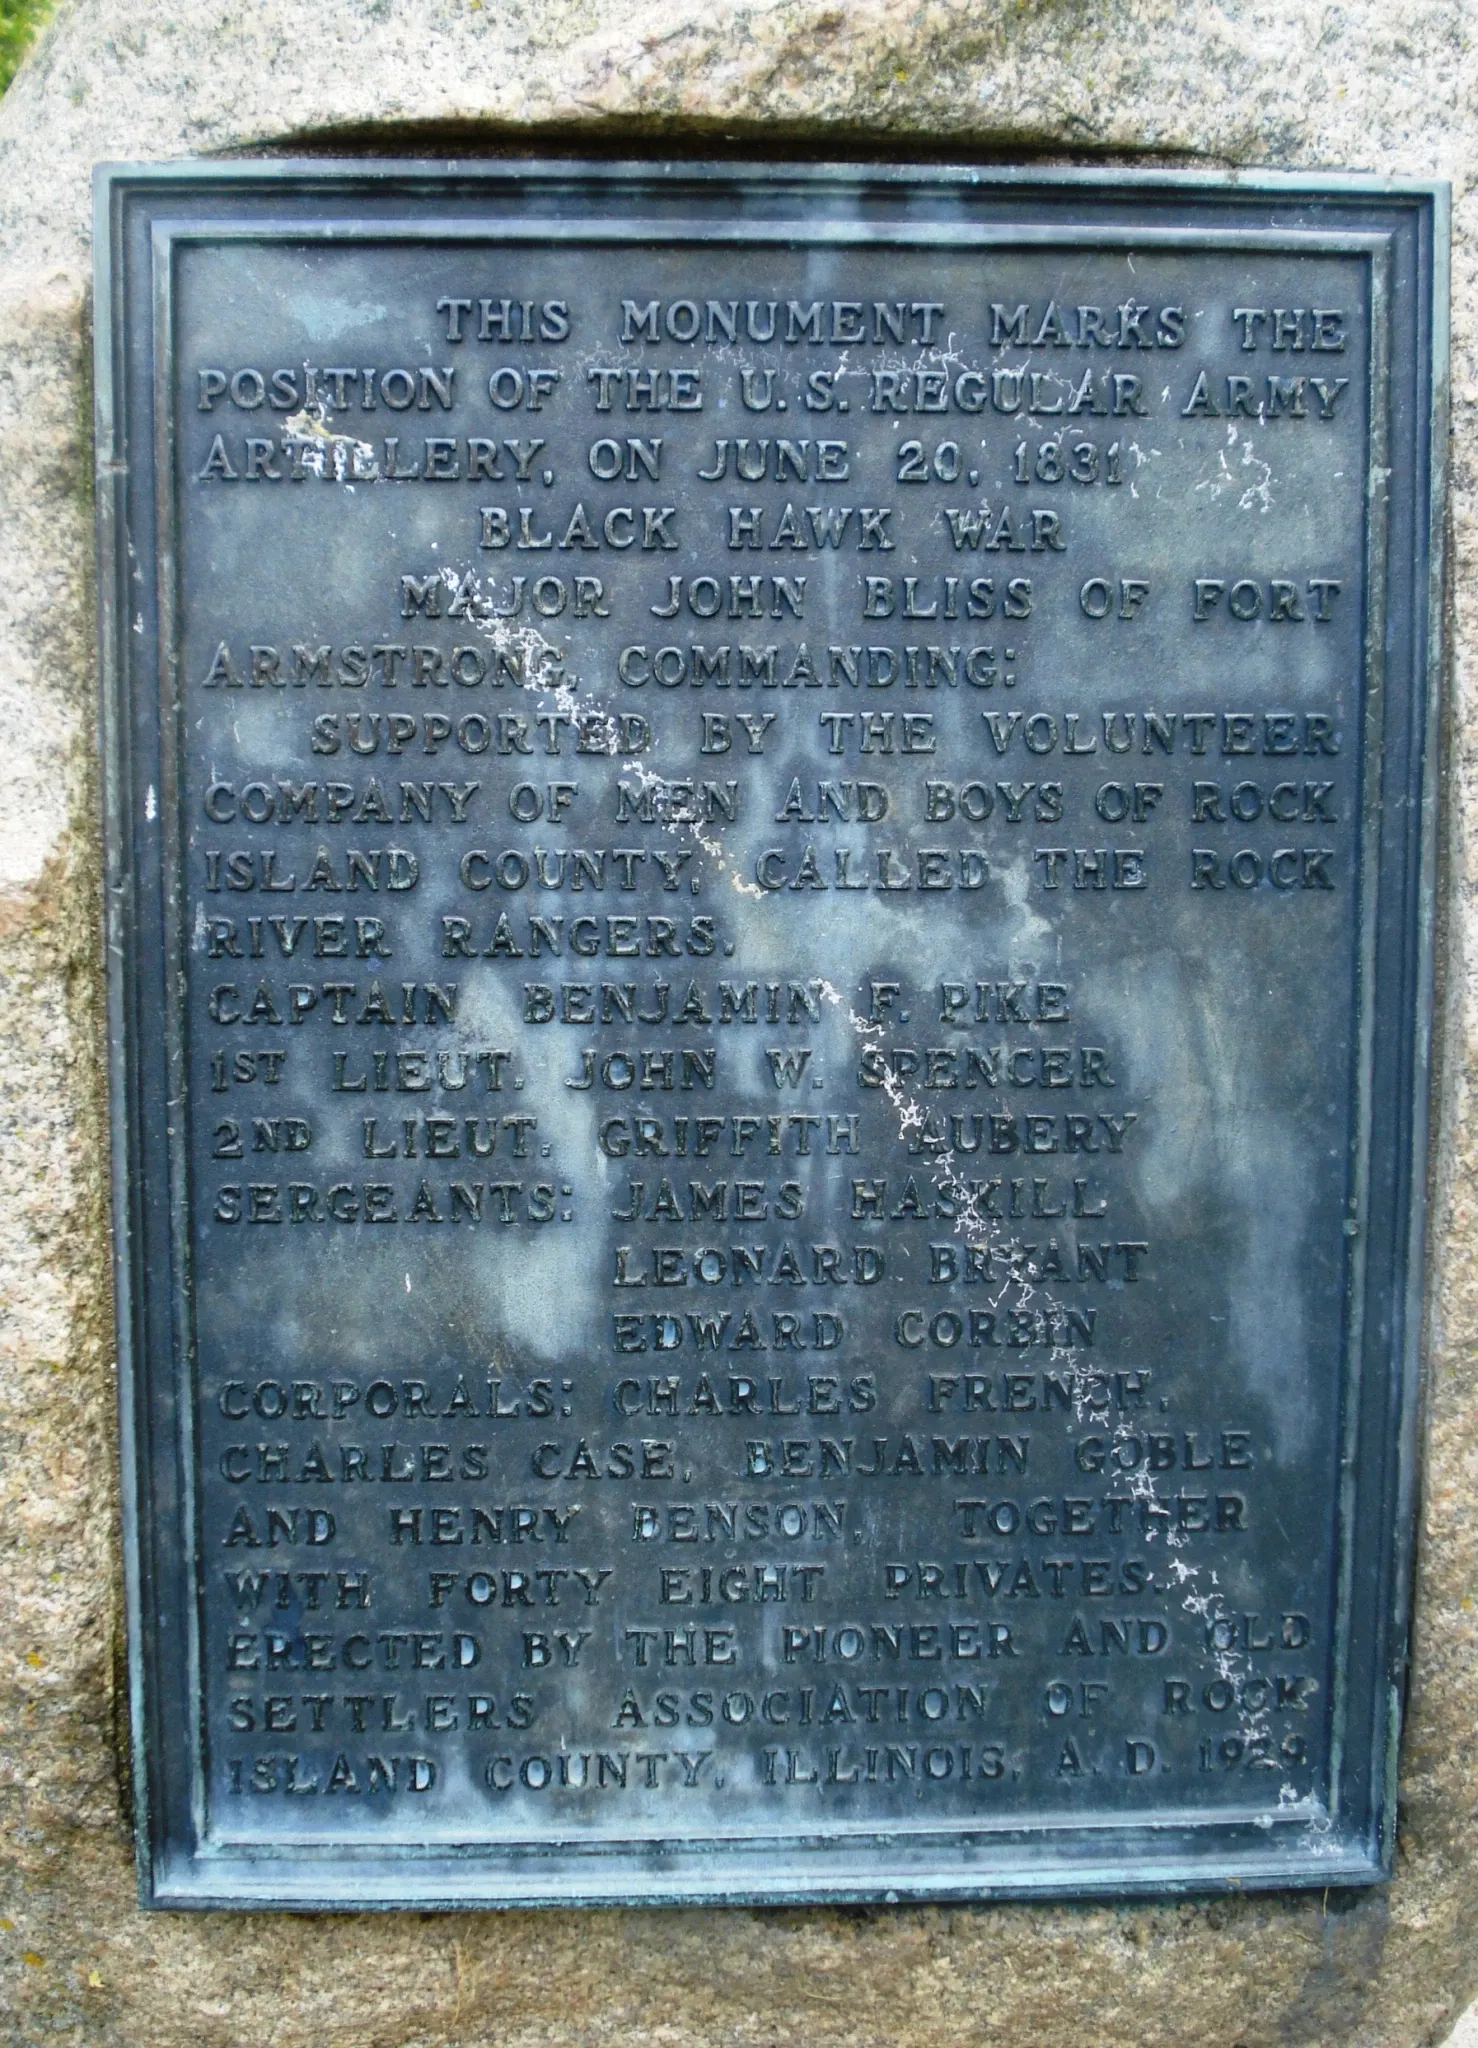 THIS MONUMENT MARKS THE
POSITION OF THE U.S. REGULAR ARMY
ARTILLERY, ON JUNE 20, 1831
BLACK HAWK WAR
MAJOR JOHN BLISS OF FORT
ARMSTRONG, COMMANDING:
SUPPORTED BY THE VOLUNTEER
COMPANY OF MEN AND BOYS OF ROCK
ISLAND COUNTY, CALLED THE ROCK
RIVER RANGERS.
CAPTAIN BENJAMIN F. PIKE
1ST LIEUT. JOHN W. SPENCER
2ND LIEUT. GRIFFITH AUBERY
SERGEANTS: JAMES HASKILL
LEONARD BRYANT
EDWARD CORBIN
CORPORALS: CHARLES FRENCH,
CHARLES CASE, BENJAMIN GOBLE
AND HENRY BENSON, TOGETHER
WITH FORTY EIGHT PRIVATES.
ERECTED BY THE PIONEER AND OLD
SETTLERS ASSOCIATION OF ROCK
ISLAND COUNTY, ILLINOIS, A. D. 1929